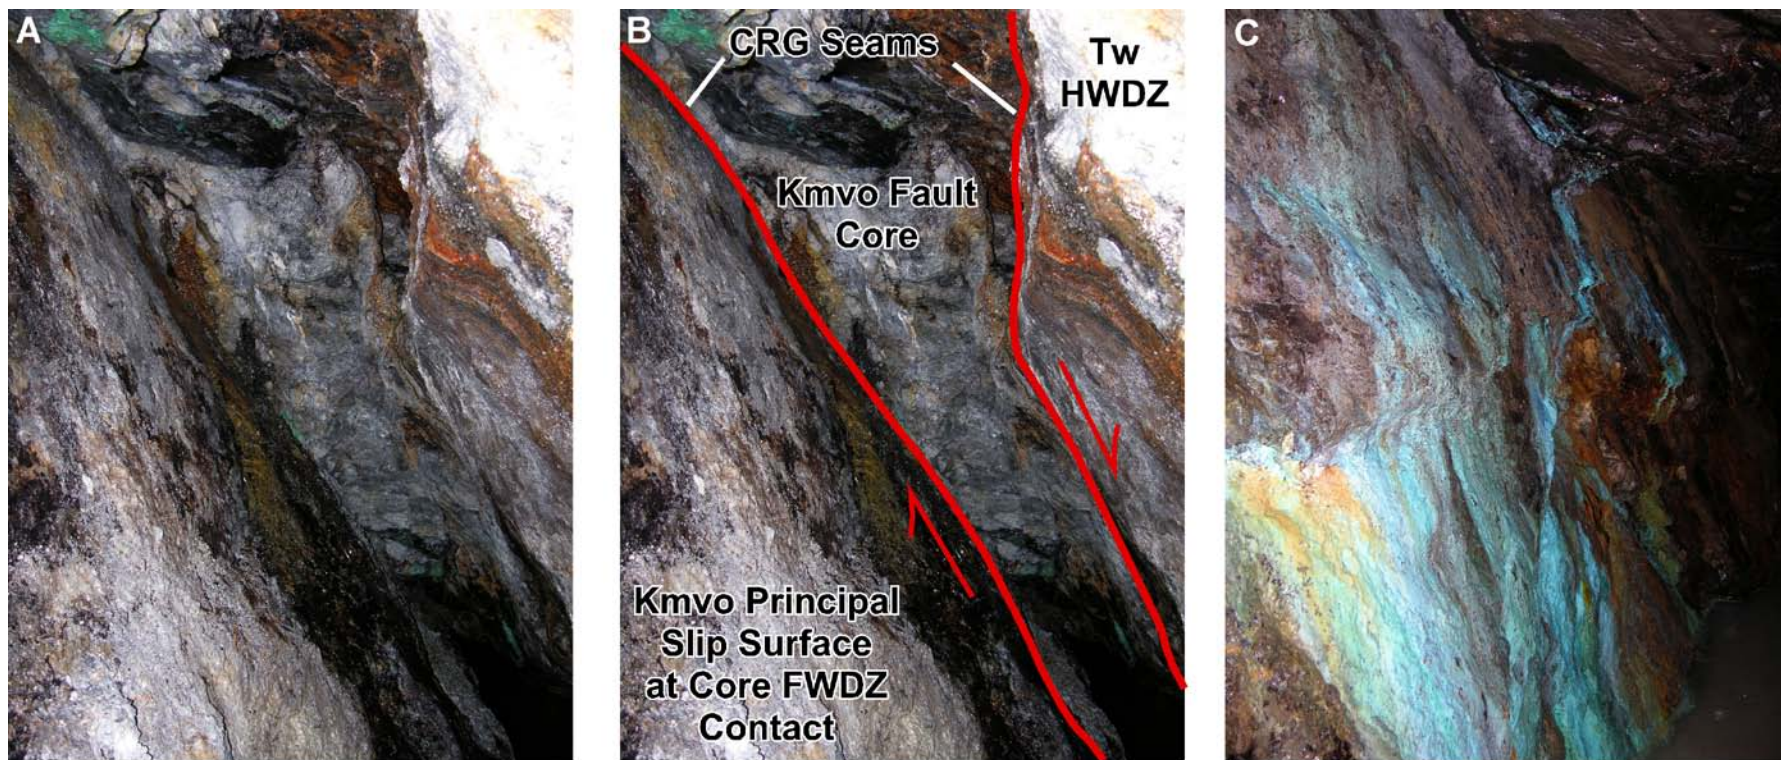 A
B
CRG Seams
Tw
HWDZ
Kmvo Fault
Core
Kmvo Principal
Slip Surface
at Core FWDZ
Contact
C